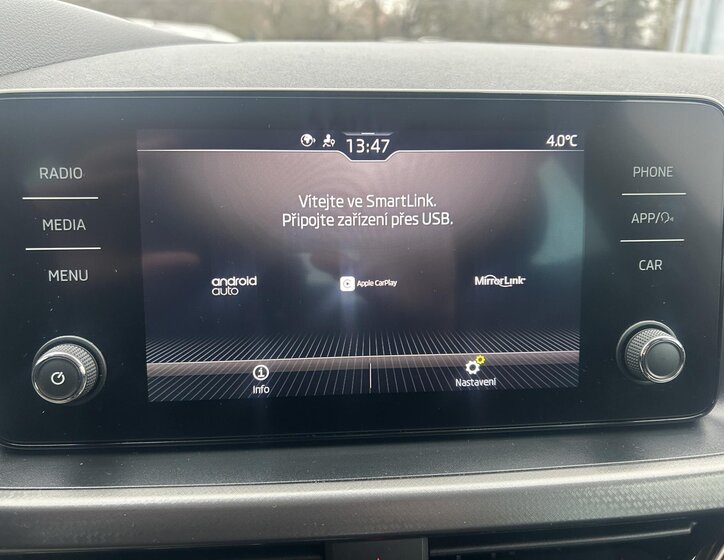 13:47
4.0°C
RADIO
MEDIA
MENU
PHONE
APP/
CAR
Vítejte ve SmartLink.
Připojte zařízení přes USB.
android auto
Apple CarPlay
MirrorLink
Info
Nastavení